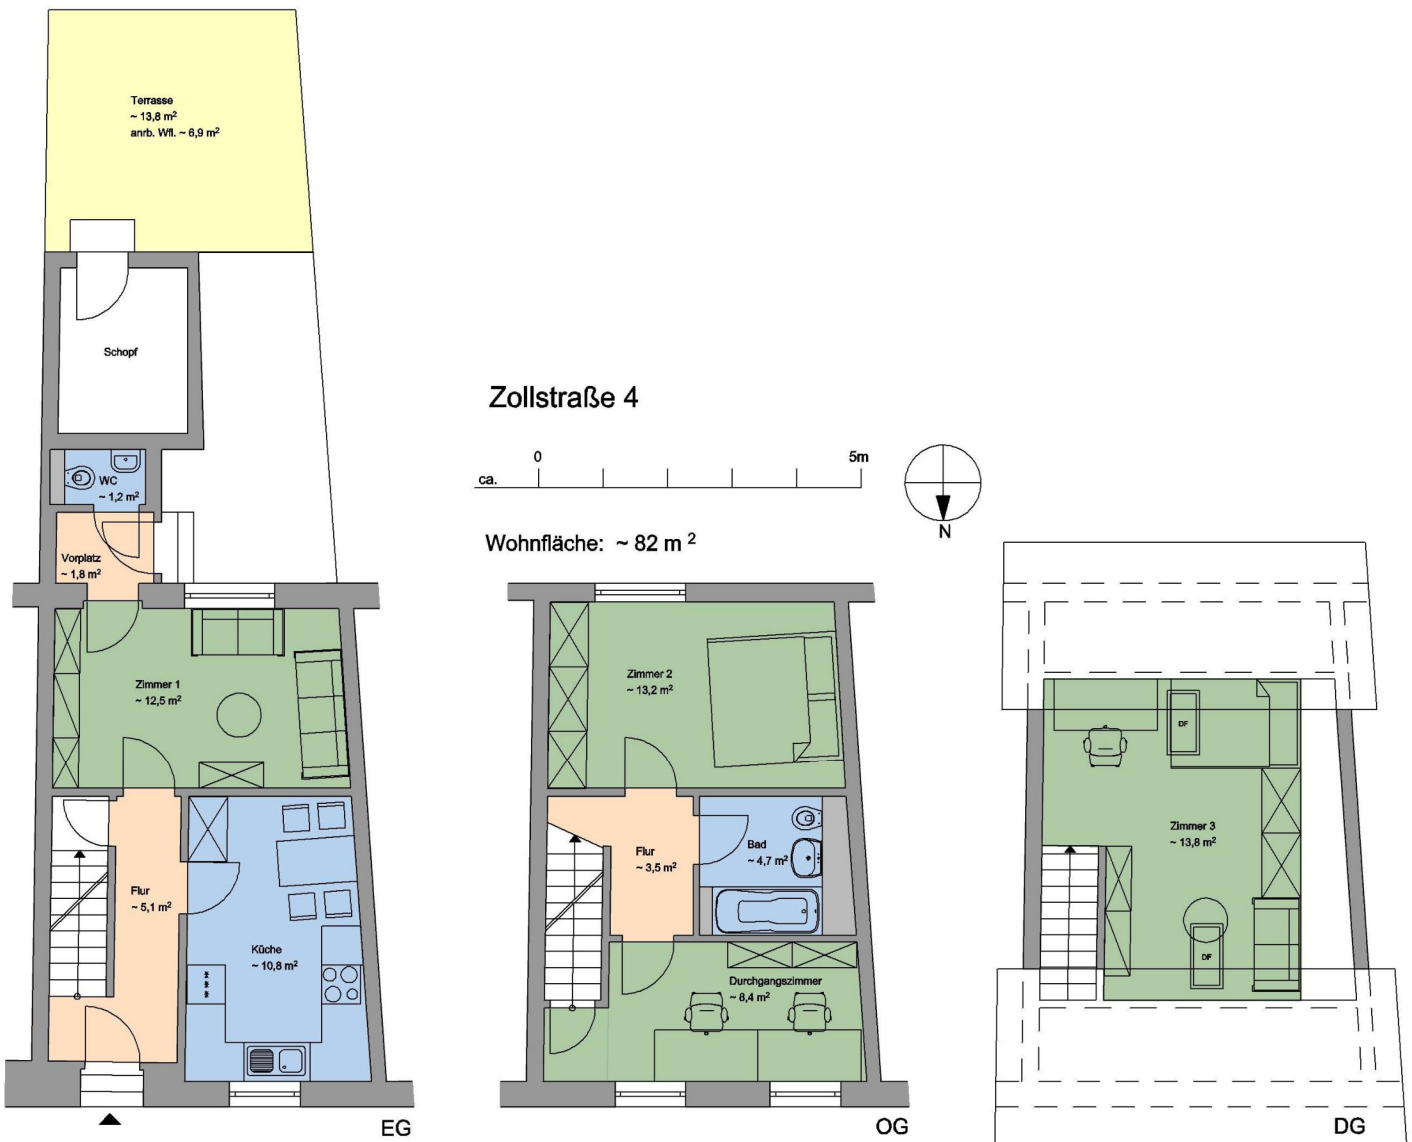 Terrasse
~ 13,8 m²
anrb. Wfl. ~ 6,9 m²
Schopf
WC
~ 1,2 m²
Vorplatz
~ 1,8 m²
Zimmer 1
~ 12,5 m²
Flur
~ 5,1 m²
Küche
~ 10,8 m²
EG
Zollstraße 4
0 5m
ca.
N
Wohnfläche: ~ 82 m ²
Zimmer 2
~ 13,2 m²
Flur
~ 3,5 m²
Bad
~ 4,7 m²
Durchgangszimmer
~ 8,4 m²
OG
DF
Zimmer 3
~ 13,8 m²
DF
DG